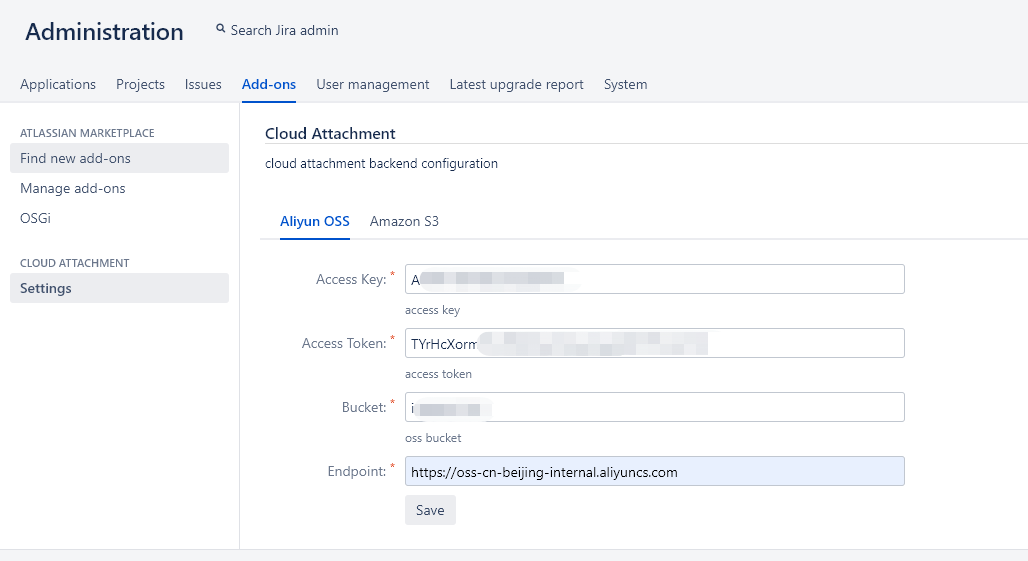 Administration
Search Jira admin
Applications Projects Issues Add-ons User management Latest upgrade report System
ATLASSIAN MARKETPLACE
Find new add-ons
Manage add-ons
OSGi
CLOUD ATTACHMENT
Settings
Cloud Attachment
cloud attachment backend configuration
Aliyun OSS Amazon S3
Access Key: *
A
access key
Access Token: *
TYrHcXorm
access token
Bucket: *
i
oss bucket
Endpoint: *
https://oss-cn-beijing-internal.aliyuncs.com
Save